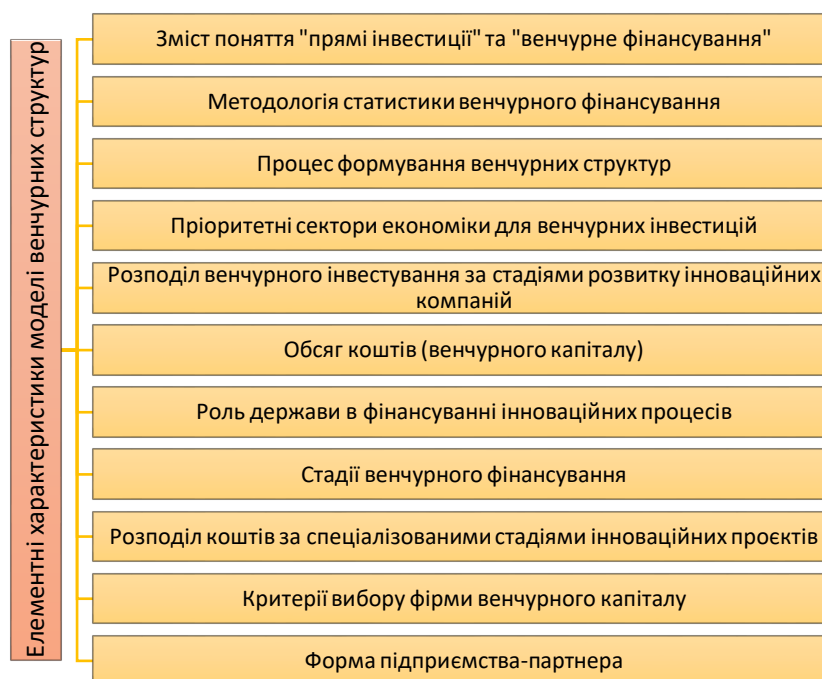 Елементні характеристики моделі венчурних структур
Зміст поняття "прямі інвестиції" та "венчурне фінансування"
Методологія статистики венчурного фінансування
Процес формування венчурних структур
Пріоритетні сектори економіки для венчурних інвестицій
Розподіл венчурного інвестування за стадіями розвитку інноваційних
компаній
Обсяг коштів (венчурного капіталу)
Роль держави в фінансуванні інноваційних процесів
Стадії венчурного фінансування
Розподіл коштів за спеціалізованими стадіями інноваційних проєктів
Критерії вибору фірми венчурного капіталу
Форма підприємства-партнера